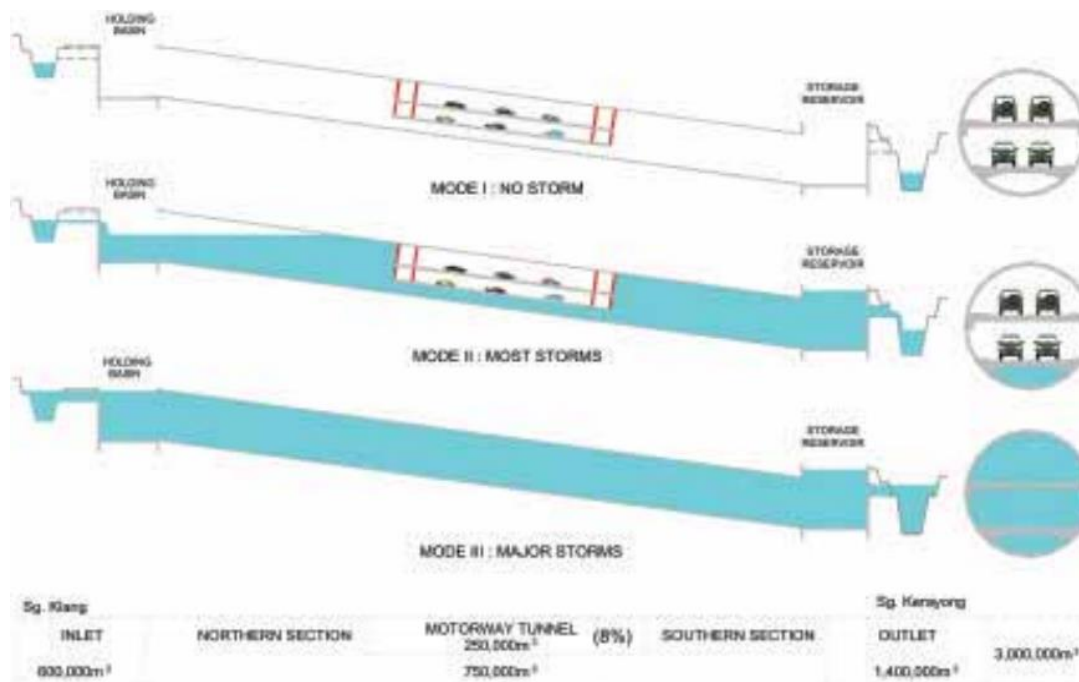 HOLDING
BASIN
STORAGE
RESERVOIR
MODE I : NO STORM
HOLDING
BASIN
STORAGE
RESERVOIR
MODE II : MOST STORMS
HOLDING
BASIN
STORAGE
RESERVOIR
MODE III : MAJOR STORMS
Sg. Klang
Sg. Kerayong
INLET NORTHERN SECTION MOTORWAY TUNNEL (8%) SOUTHERN SECTION OUTLET
250,000m³
3,000,000m³
600,000m³ 750,000m³ 1,400,000m³